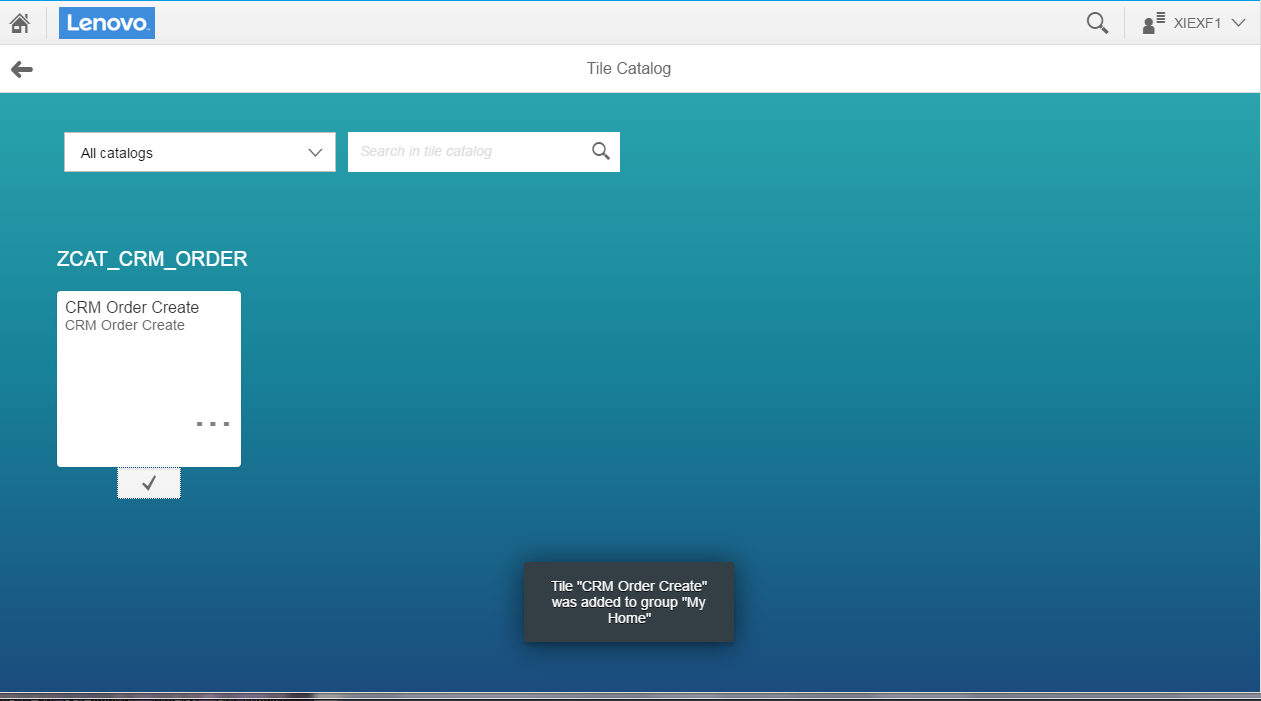 Lenovo
XIEXF1
Tile Catalog
All catalogs
Search in tile catalog
ZCAT_CRM_ORDER
CRM Order Create
CRM Order Create
Tile "CRM Order Create"
was added to group "My
Home"